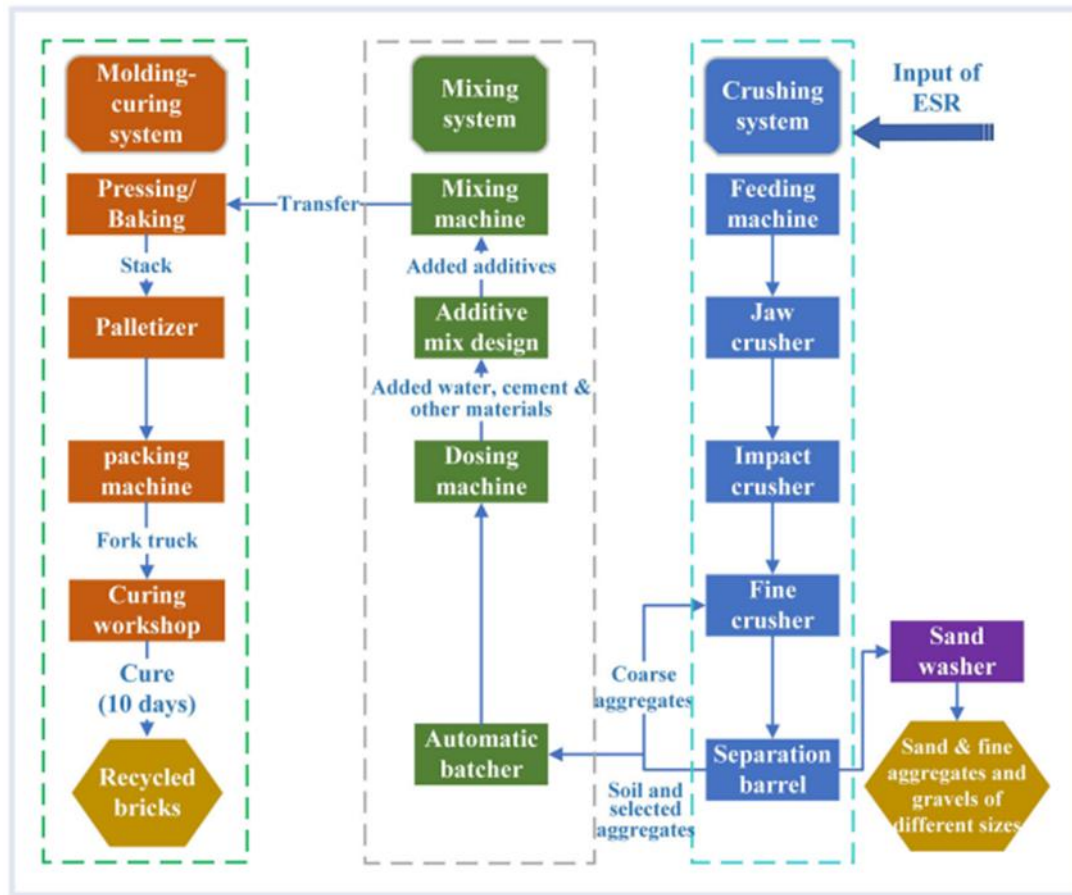 Molding-
curing
system
Pressing/
Baking
Stack
Palletizer
packing
machine
Fork truck
Curing
workshop
Cure
(10 days)
Recycled
bricks
Transfer
Mixing
system
Mixing
machine
Added additives
Additive
mix design
Added water, cement &
other materials
Dosing
machine
Automatic
batcher
Crushing
system
Feeding
machine
Jaw
crusher
Impact
crusher
Fine
crusher
Coarse
aggregates
Separation
barrel
Soil and
selected
aggregates
Input of
ESR
Sand
washer
Sand & fine
aggregates and
gravels of
different sizes